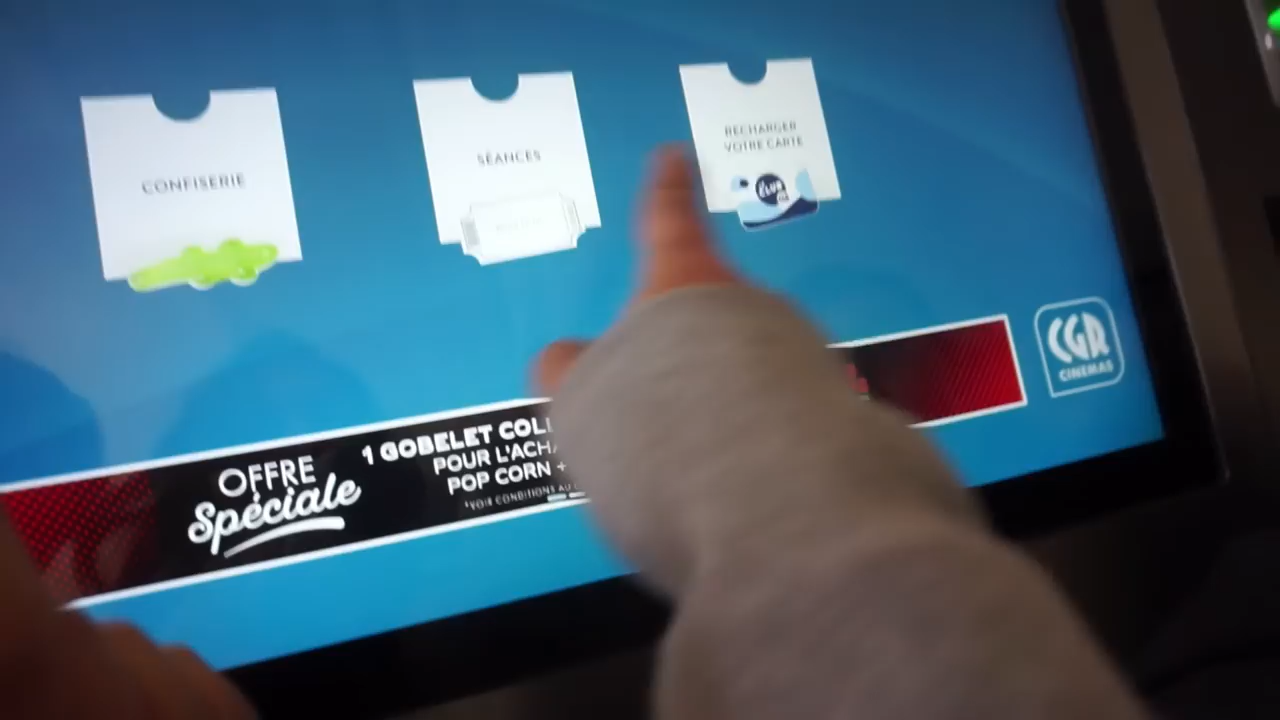 CONFISERIE
SÉANCES
RECHARGER
VOTRE CARTE
CLUB
OFFRE
Spéciale
1 GOBELET COLL
POUR L'ACHA
POP CORN +
*VOIR CONDITIONS AU
CGR
CINEMAS